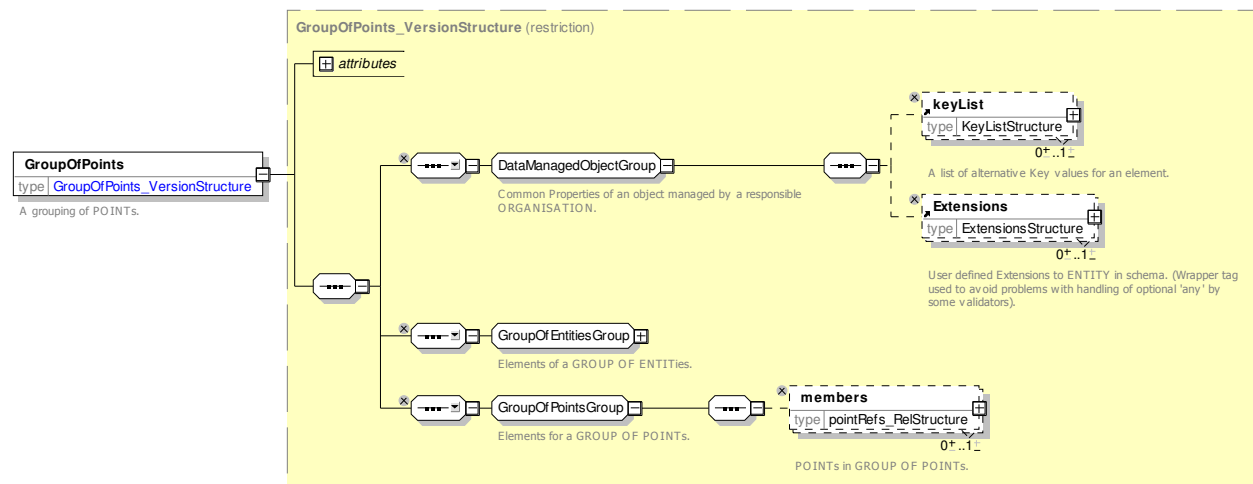 GroupOfPoints_VersionStructure (restriction)
attributes
keyList
type KeyListStructure
0..1
A list of alternative Key values for an element.
GroupOfPoints
type GroupOfPoints_VersionStructure
A grouping of POINTs.
DataManagedObjectGroup
Common Properties of an object managed by a responsible
ORGANISATION.
Extensions
type ExtensionsStructure
0..1
User defined Extensions to ENTITY in schema. (Wrapper tag
used to avoid problems with handling of optional 'any' by
some validators).
GroupOfEntitiesGroup
Elements of a GROUP OF ENTITies.
GroupOfPointsGroup
Elements for a GROUP OF POINTs.
members
type pointRefs_RelStructure
0..1
POINTs in GROUP OF POINTs.